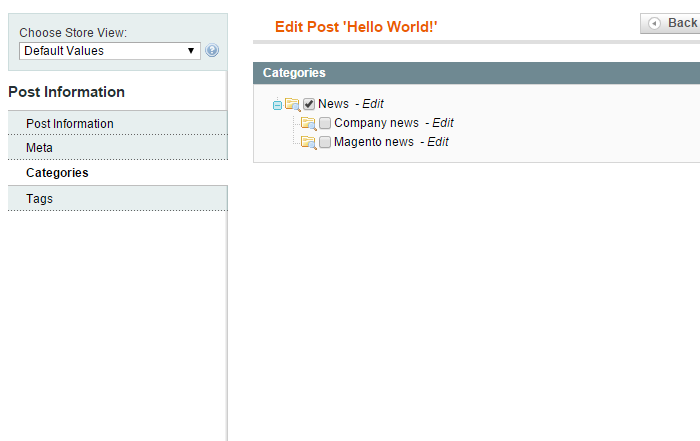 Choose Store View:
Default Values
Post Information
Post Information
Meta
Categories
Tags
Edit Post 'Hello World!'
Back
Categories
News - Edit
Company news - Edit
Magento news - Edit